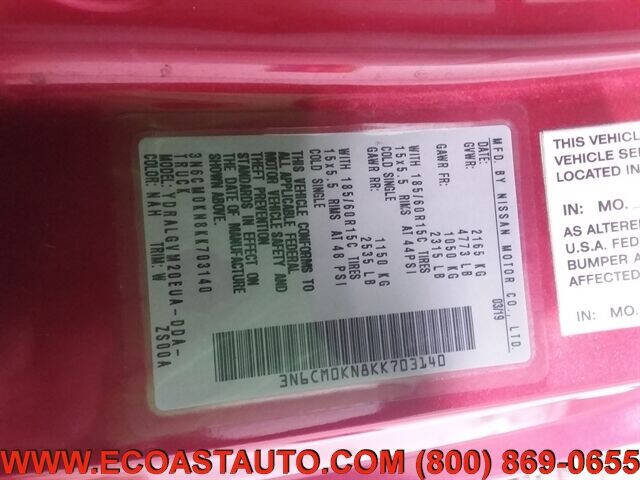 MFD. BY NISSAN MOTOR CO., LTD.
DATE: 03/19
GVWR: 2165 KG
4773 LB
GAWR FR: 1050 KG
2315 LB
WITH 185/60R15C TIRES
15x5.5 RIMS AT 44PSI
COLD SINGLE
GAWR RR: 1150 KG
2535 LB
WITH 185/60R15C TIRES
15x5.5 RIMS AT 48 PSI
COLD SINGLE
THIS VEHICLE CONFORMS TO
ALL APPLICABLE FEDERAL
MOTOR VEHICLE SAFETY AND
THEFT PREVENTION
STANDARDS IN EFFECT ON
THE DATE OF MANUFACTURE
SHOWN ABOVE.
3N6CM0KN8KK703140
TRUCK
COLOR: NAH TRIM: W ZS00A
3N6CM0KN8KK703140
THIS VEHICLE
VEHICLE SE
LOCATED IN
IN: MO.
AS ALTERE
U.S.A. FED
BUMPER A
AFFECTED
IN: MO.
WWW.ECOASTAUTO.COM (800) 869-0655